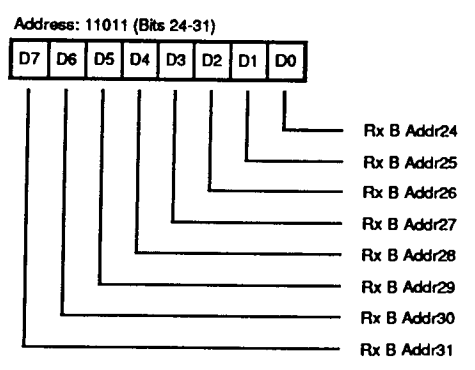 Address: 11011 (Bits 24-31)
D7 D6 D5 D4 D3 D2 D1 D0
Rx B Addr24
Rx B Addr25
Rx B Addr26
Rx B Addr27
Rx B Addr28
Rx B Addr29
Rx B Addr30
Rx B Addr31